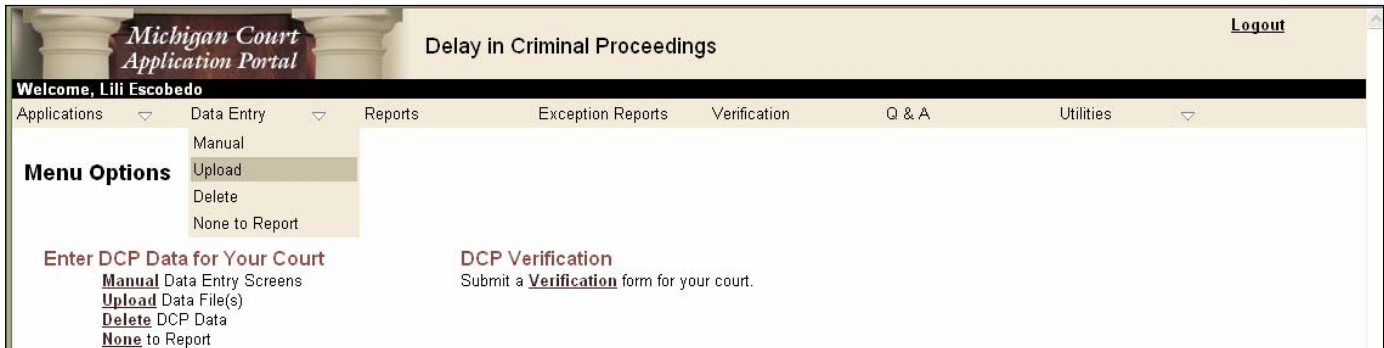 Michigan Court
Application Portal
Delay in Criminal Proceedings
Logout
Welcome, Lili Escobedo
Applications Data Entry Reports Exception Reports Verification Q & A Utilities
Manual
Upload
Delete
None to Report
Menu Options
Enter DCP Data for Your Court
Manual Data Entry Screens
Upload Data File(s)
Delete DCP Data
None to Report
DCP Verification
Submit a Verification form for your court.